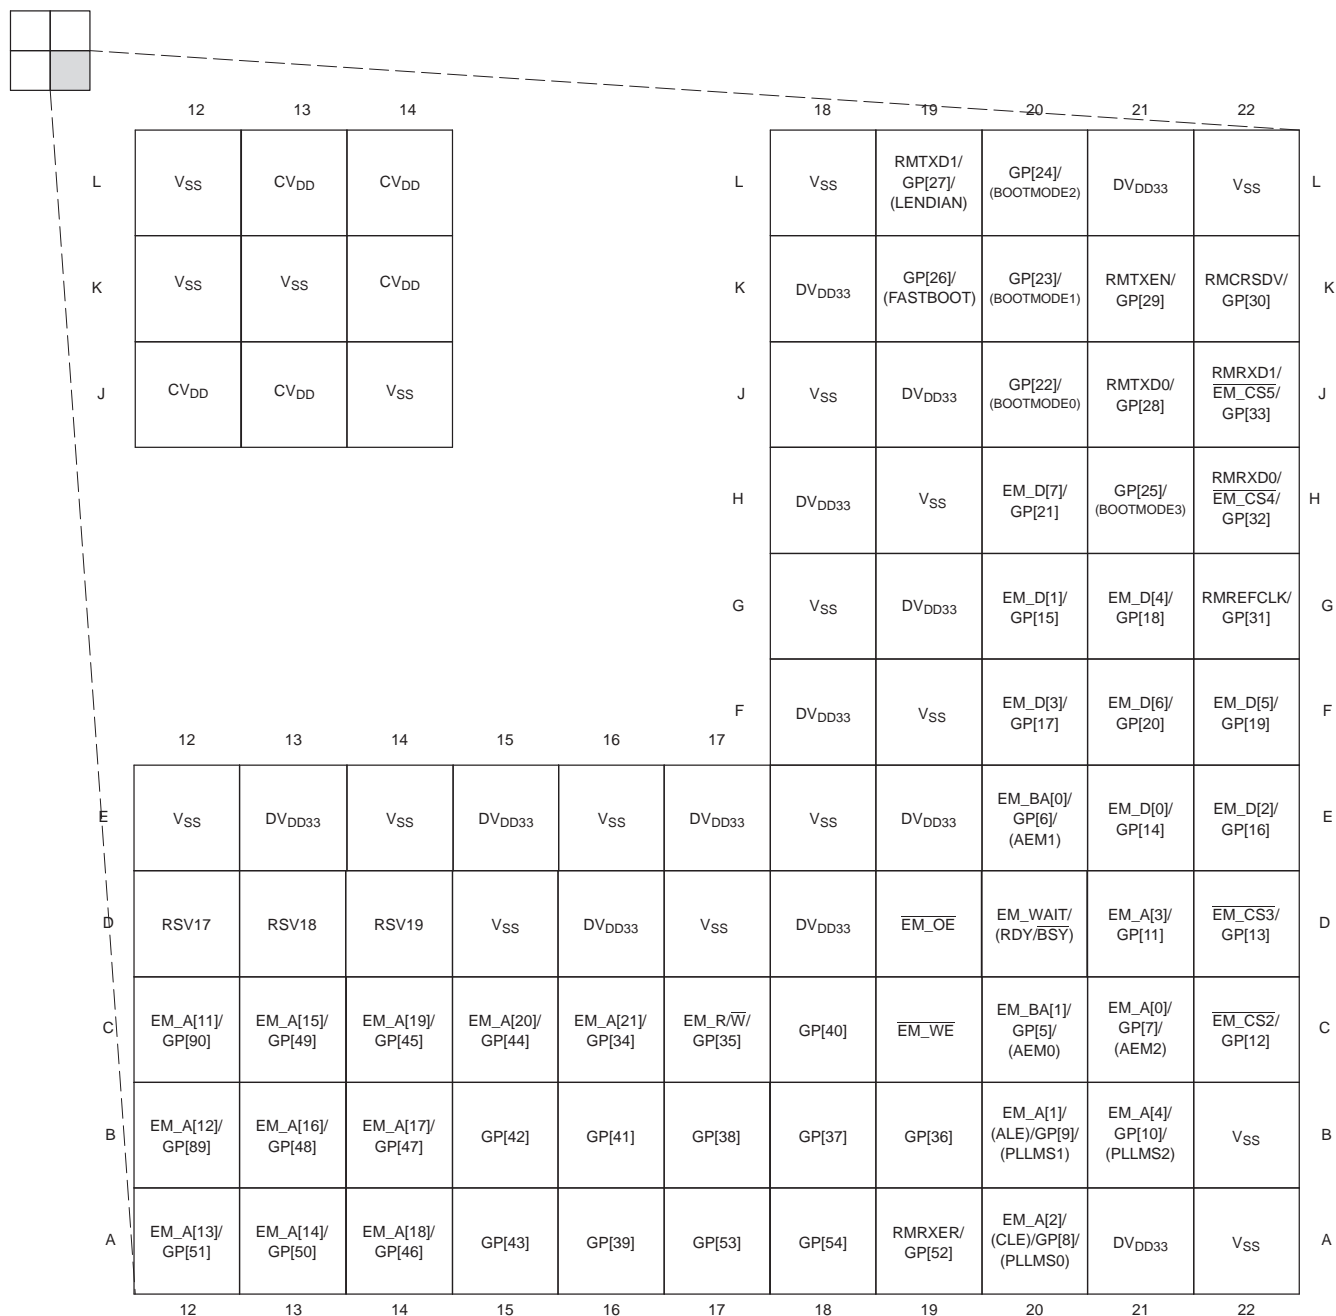 12 13 14 18 19 20 21 22
L VSS CVDD CVDD L VSS RMTXD1/ GP[24]/ DVDD33 VSS L
GP[27]/ (BOOTMODE2)
(LENDIAN)
K VSS VSS CVDD K DVDD33 GP[26]/ GP[23]/ RMTXEN/ RMCRSDV/ K
(FASTBOOT) (BOOTMODE1) GP[29] GP[30]
J CVDD CVDD VSS J VSS DVDD33 GP[22]/ RMTXD0/ RMRXD1/ J
(BOOTMODE0) GP[28] EM_CS5/
GP[33]
H DVDD33 VSS EM_D[7]/ GP[25]/ RMRXD0/ H
GP[21] (BOOTMODE3) EM_CS4/
GP[32]
G VSS DVDD33 EM_D[1]/ EM_D[4]/ RMREFCLK/ G
GP[15] GP[18] GP[31]
F DVDD33 VSS EM_D[3]/ EM_D[6]/ EM_D[5]/ F
GP[17] GP[20] GP[19]
12 13 14 15 16 17
E VSS DVDD33 VSS DVDD33 VSS DVDD33 VSS DVDD33 EM_BA[0]/ EM_D[0]/ EM_D[2]/ E
GP[6]/ GP[14] GP[16]
(AEM1)
D RSV17 RSV18 RSV19 VSS DVDD33 VSS DVDD33 EM_OE EM_WAIT/ EM_A[3]/ EM_CS3/ D
(RDY/BSY) GP[11] GP[13]
C EM_A[11]/ EM_A[15]/ EM_A[19]/ EM_A[20]/ EM_A[21]/ EM_R/W/ GP[40] EM_WE EM_BA[1]/ EM_A[0]/ EM_CS2/ C
GP[90] GP[49] GP[45] GP[44] GP[34] GP[35] GP[5]/ GP[7]/ GP[12]
(AEM0) (AEM2)
B EM_A[12]/ EM_A[16]/ EM_A[17]/ GP[42] GP[41] GP[38] GP[37] GP[36] EM_A[1]/ EM_A[4]/ VSS B
GP[89] GP[48] GP[47] (ALE)/GP[9]/ GP[10]/
(PLLMS1) (PLLMS2)
A EM_A[13]/ EM_A[14]/ EM_A[18]/ GP[43] GP[39] GP[53] GP[54] RMRXER/ EM_A[2]/ DVDD33 VSS A
GP[51] GP[50] GP[46] GP[52] (CLE)/GP[8]/
(PLLMS0)
12 13 14 15 16 17 18 19 20 21 22